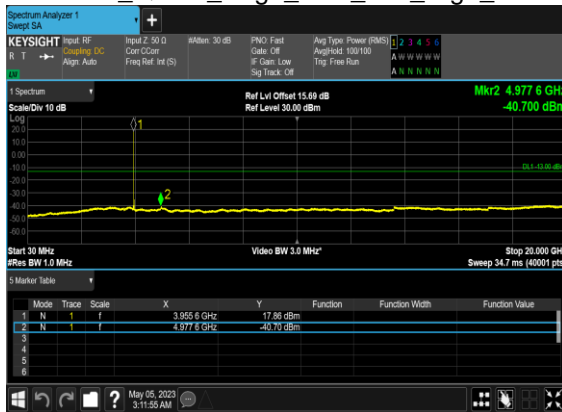 Spectrum Analyzer 1
Swept SA
+
KEYSIGHT Input: RF Input Z: 50 Ω #Atten: 30 dB PNO: Fast Avg Type: Power (RMS) 1 2 3 4 5 6
R T Coupling: DC Corr CCorr Gate: Off Avg|Hold: 100/100 A W W W W W
Align: Auto Freq Ref: Int (S) IF Gain: Low Trig: Free Run
Sig Track: Off A N N N N N
1 Spectrum Ref Lvl Offset 15.69 dB Mkr2 4.977 6 GHz
Scale/Div 10 dB Ref Level 30.00 dBm -40.700 dBm
Log
20.0
10.0
0.00
-10.0
-20.0
-30.0
-40.0
-50.0
-60.0
1
2
DL1 -13.00 dB
Start 30 MHz Video BW 3.0 MHz* Stop 20.000 GH
#Res BW 1.0 MHz Sweep 34.7 ms (40001 pts
5 Marker Table
Mode Trace Scale X Y Function Function Width Function Value
1 N 1 f 3.955 6 GHz 17.86 dBm
2 N 1 f 4.977 6 GHz -40.70 dBm
3
4
5
6
? May 05, 2023
3:11:55 AM